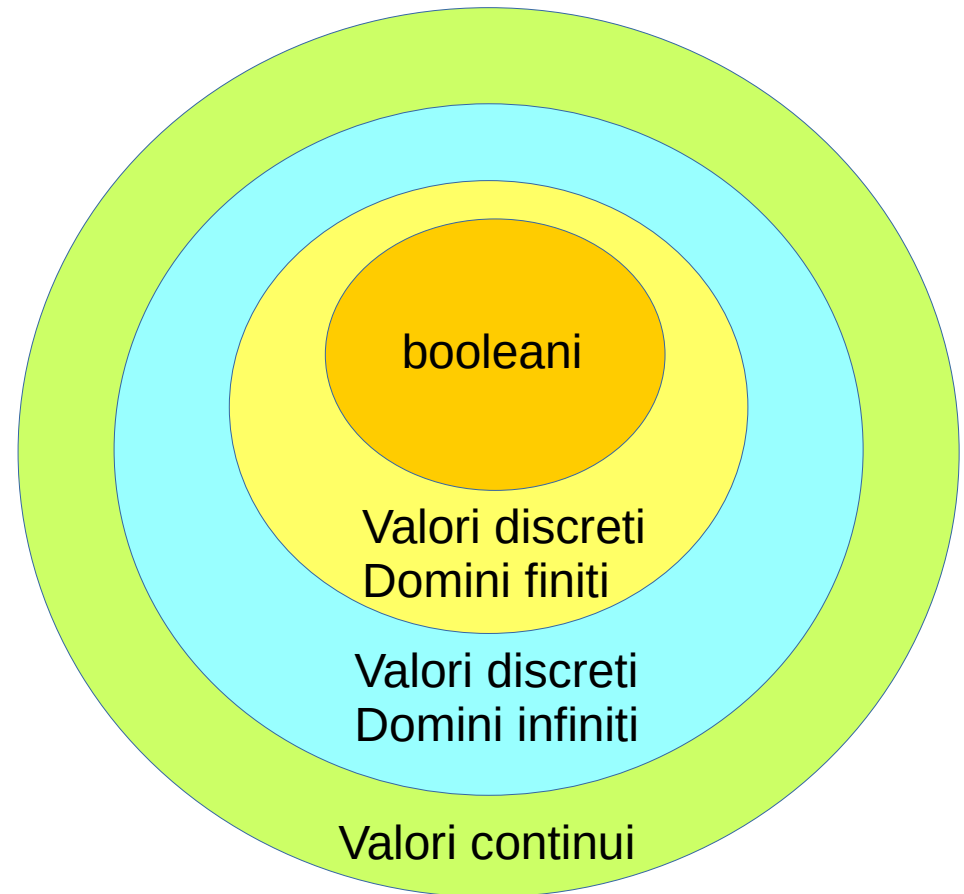 booleani
Valori discreti
Domini finiti
Valori discreti
Domini infiniti
Valori continui